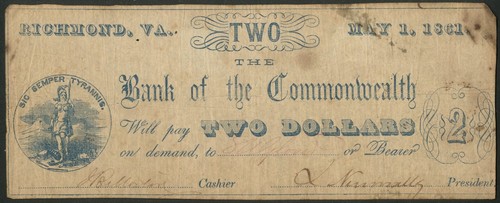 RICHMOND, VA. TWO MAY 1, 1861
THE
SIC SEMPER TYRANNIS.
Bank of the Commonwealth
Will pay TWO DOLLARS 2
on demand, to or Bearer
Cashier L Nunnally President